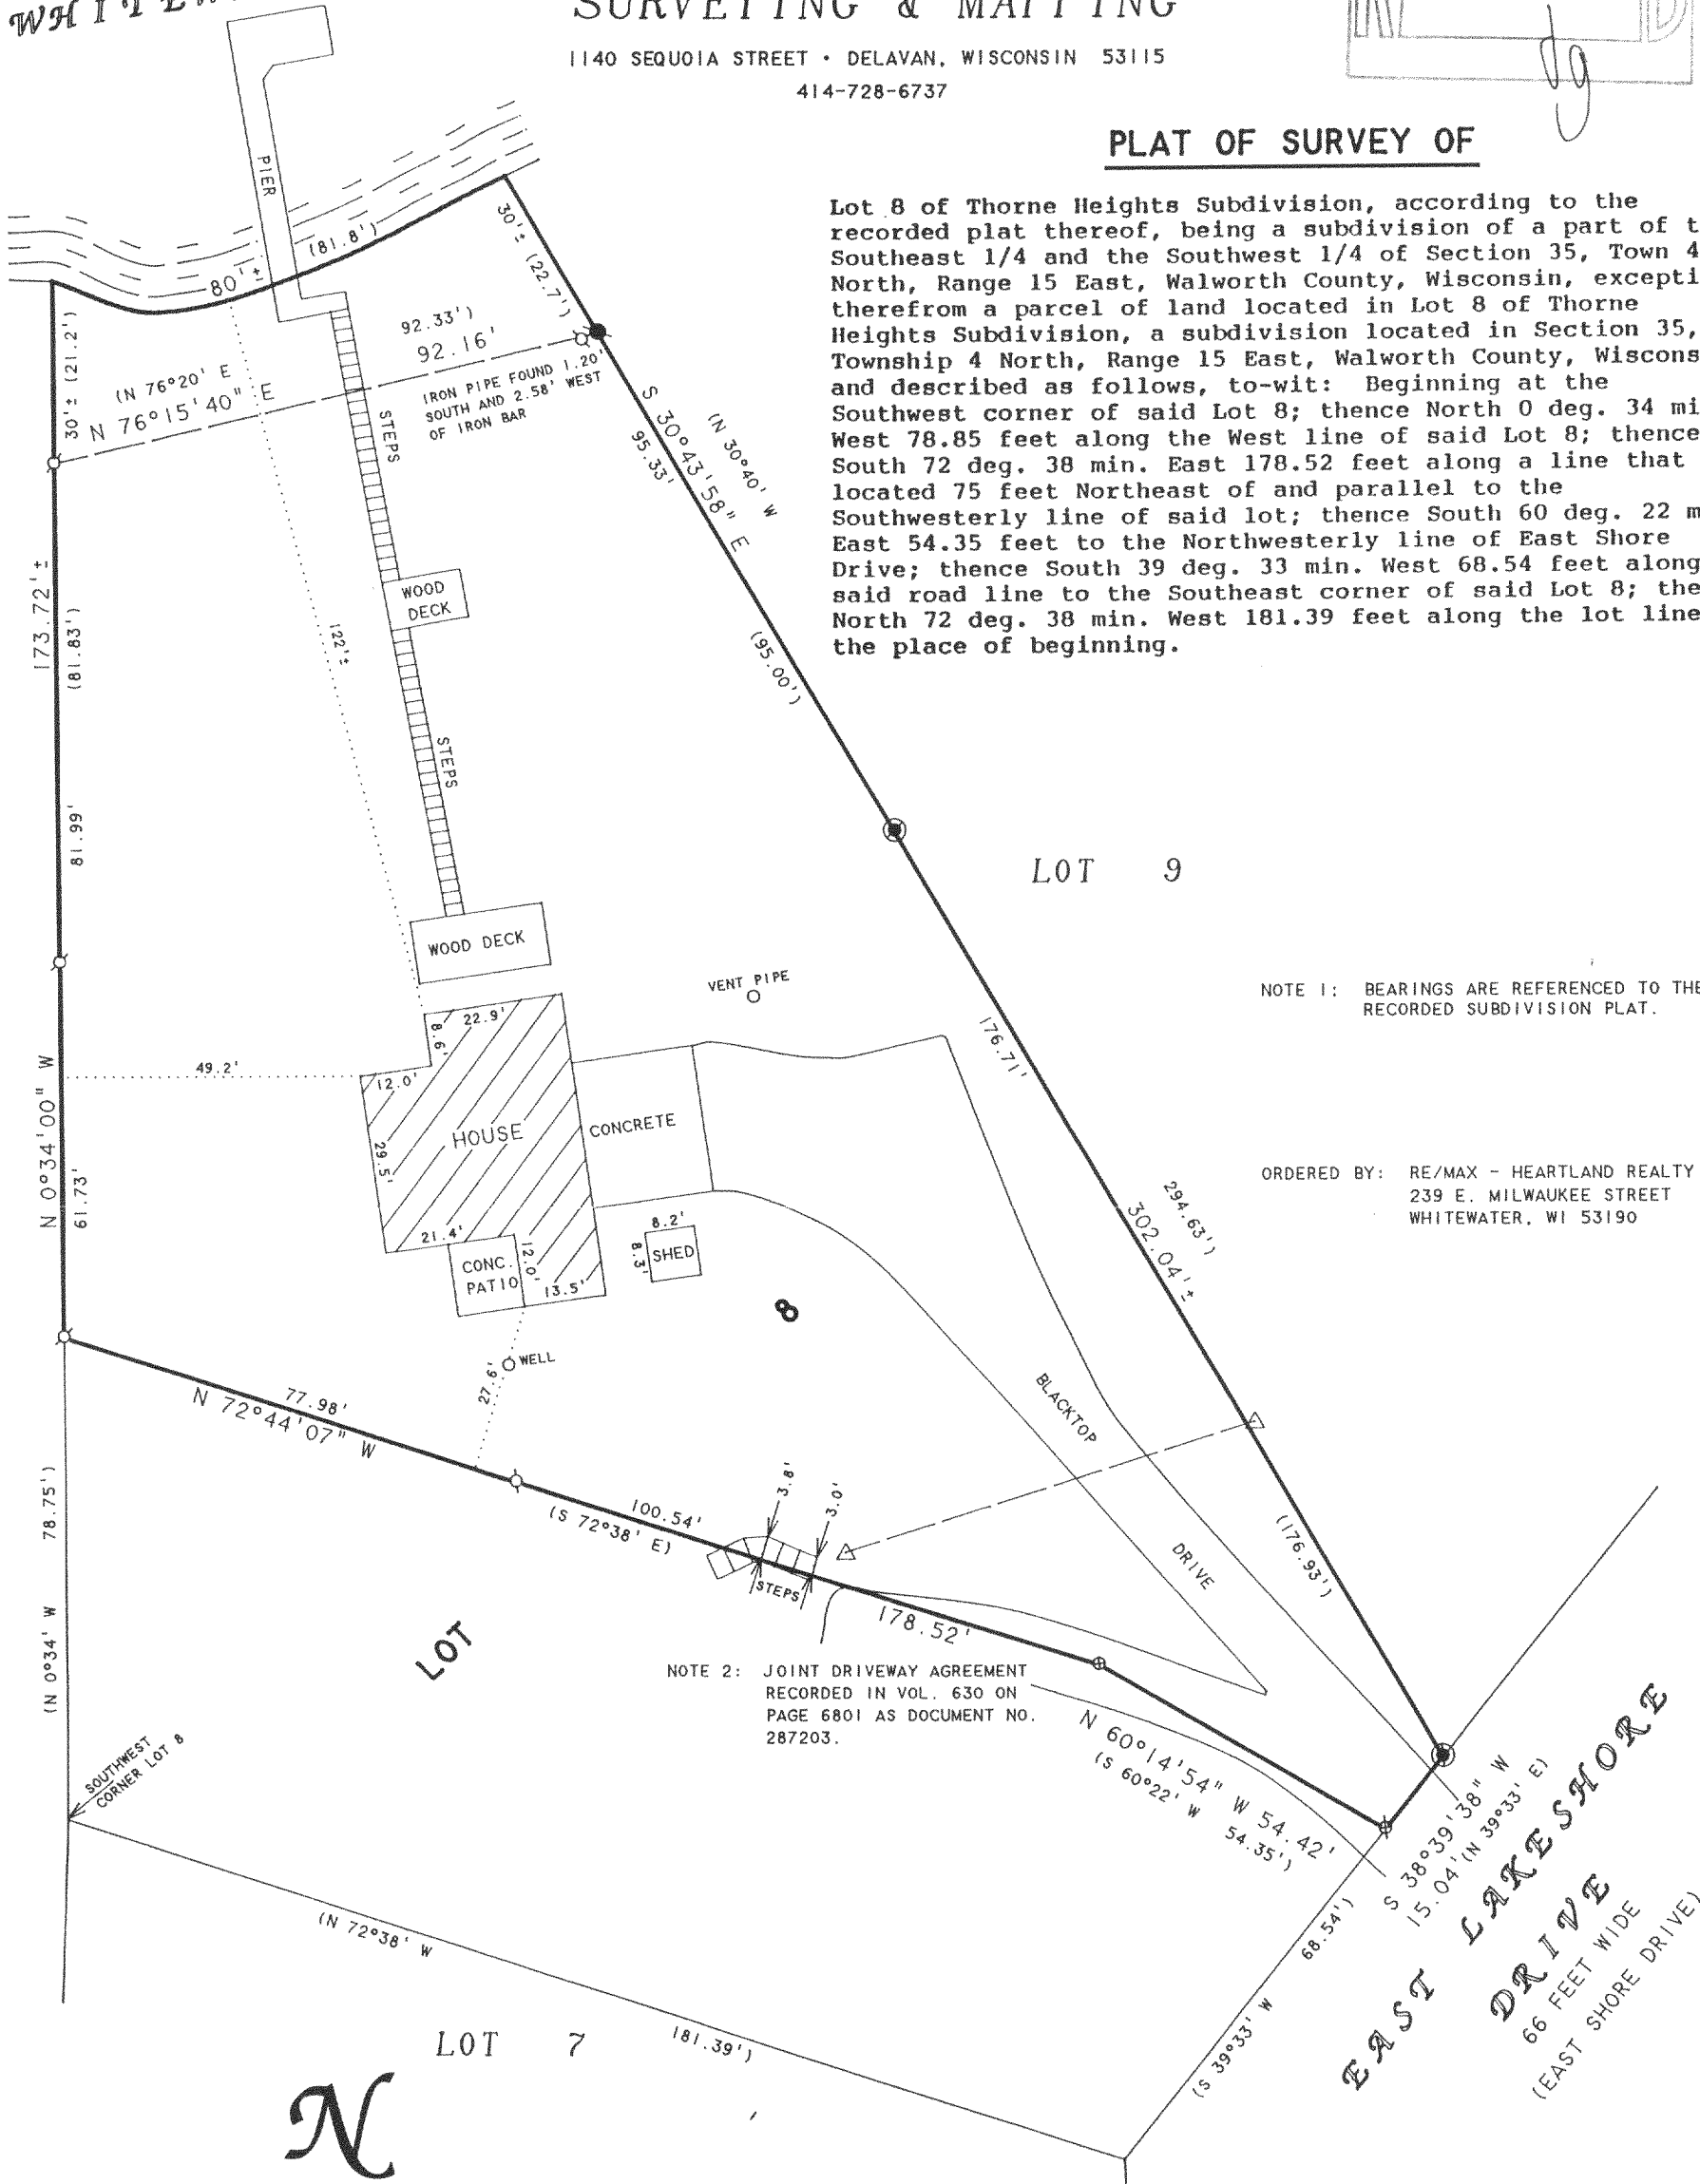 SURVEYING & MAPPING
1140 SEQUOIA STREET • DELAVAN, WISCONSIN 53115
414-728-6737
PLAT OF SURVEY OF
Lot 8 of Thorne Heights Subdivision, according to the
recorded plat thereof, being a subdivision of a part of t
Southeast 1/4 and the Southwest 1/4 of Section 35, Town 4
North, Range 15 East, Walworth County, Wisconsin, excepti
therefrom a parcel of land located in Lot 8 of Thorne
Heights Subdivision, a subdivision located in Section 35,
Township 4 North, Range 15 East, Walworth County, Wiscons
and described as follows, to-wit: Beginning at the
Southwest corner of said Lot 8; thence North 0 deg. 34 mi
West 78.85 feet along the West line of said Lot 8; thence
South 72 deg. 38 min. East 178.52 feet along a line that
located 75 feet Northeast of and parallel to the
Southwesterly line of said lot; thence South 60 deg. 22 m
East 54.35 feet to the Northwesterly line of East Shore
Drive; thence South 39 deg. 33 min. West 68.54 feet along
said road line to the Southeast corner of said Lot 8; the
North 72 deg. 38 min. West 181.39 feet along the lot line
the place of beginning.
PIER
80'±
(81.8')
30'± (22.7')
30'± (21.2')
(N 76°20' E
92.33')
N 76°15'40" E
92.16'
IRON PIPE FOUND 1.20'
SOUTH AND 2.58' WEST
OF IRON BAR
STEPS
S 30°43'58" E
95.33'
(N 30°40' W
(95.00')
WOOD
DECK
122'±
173.72'±
(81.83')
81.99'
STEPS
WOOD DECK
LOT 9
VENT PIPE
176.71'
NOTE 1: BEARINGS ARE REFERENCED TO THE
RECORDED SUBDIVISION PLAT.
22.9'
8.6'
49.2'
12.0'
HOUSE
29.5'
CONCRETE
N 0°34'00" W
61.73'
21.4'
CONC.
PATIO
12.0'
13.5'
8.2'
8.3'
SHED
294.63')
302.04'±
ORDERED BY: RE/MAX - HEARTLAND REALTY
239 E. MILWAUKEE STREET
WHITEWATER, WI 53190
8
WELL
27.6'
77.98'
N 72°44'07" W
BLACKTOP
DRIVE
3.8'
3.0'
100.54'
(S 72°38' E)
STEPS
178.52'
(176.93')
78.75')
(N 0°34' W
LOT
NOTE 2: JOINT DRIVEWAY AGREEMENT
RECORDED IN VOL. 630 ON
PAGE 6801 AS DOCUMENT NO.
287203.
N 60°14'54" W 54.42'
(S 60°22' W 54.35')
S 38°39'38" W
15.04' (N 39°33' E)
SOUTHWEST
CORNER LOT 8
(N 72°38' W
181.39')
68.54')
(S 39°33' W
EAST LAKESHORE
DRIVE
66 FEET WIDE
(EAST SHORE DRIVE)
LOT 7
N